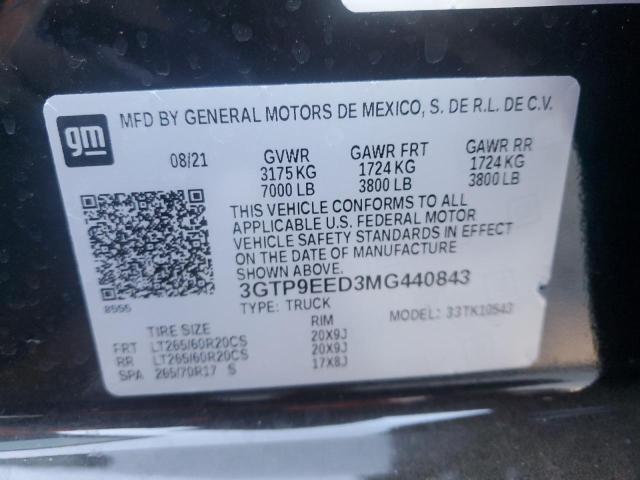 gm
MFD BY GENERAL MOTORS DE MEXICO, S. DE R.L. DE C.V.
08/21 GVWR GAWR FRT GAWR RR
3175 KG 1724 KG 1724 KG
7000 LB 3800 LB 3800 LB
THIS VEHICLE CONFORMS TO ALL
APPLICABLE U.S. FEDERAL MOTOR
VEHICLE SAFETY STANDARDS IN EFFECT
ON THE DATE OF MANUFACTURE
SHOWN ABOVE.
8555 3GTP9EED3MG440843
TYPE: TRUCK MODEL: 33TK10543
TIRE SIZE RIM
FRT LT265/60R20CS 20X9J
RR LT265/60R20CS 20X9J
SPA 265/70R17 S 17X8J